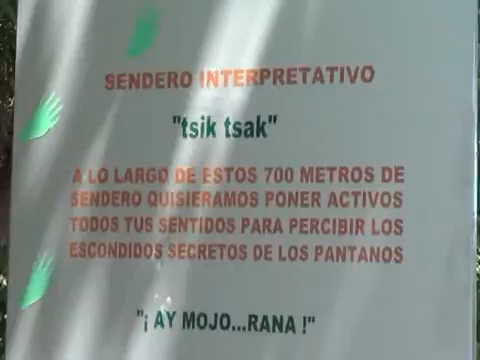 SENDERO INTERPRETATIVO
"tsik tsak"
A LO LARGO DE ESTOS 700 METROS DE
SENDERO QUISIERAMOS PONER ACTIVOS
TODOS TUS SENTIDOS PARA PERCIBIR LOS
ESCONDIDOS SECRETOS DE LOS PANTANOS
"¡ AY MOJO...RANA !"